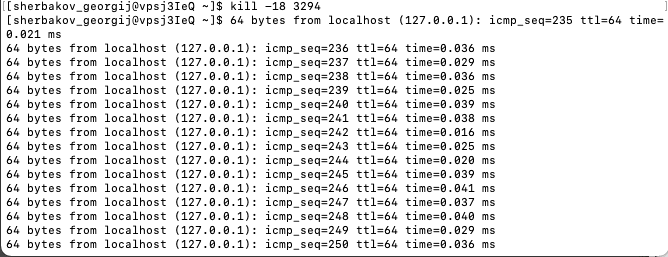 [[sherbakov_georgij@vpsj3IeQ ~]$ kill -18 3294 ]
[sherbakov_georgij@vpsj3IeQ ~]$ 64 bytes from localhost (127.0.0.1): icmp_seq=235 ttl=64 time=
0.021 ms
64 bytes from localhost (127.0.0.1): icmp_seq=236 ttl=64 time=0.036 ms
64 bytes from localhost (127.0.0.1): icmp_seq=237 ttl=64 time=0.029 ms
64 bytes from localhost (127.0.0.1): icmp_seq=238 ttl=64 time=0.036 ms
64 bytes from localhost (127.0.0.1): icmp_seq=239 ttl=64 time=0.025 ms
64 bytes from localhost (127.0.0.1): icmp_seq=240 ttl=64 time=0.039 ms
64 bytes from localhost (127.0.0.1): icmp_seq=241 ttl=64 time=0.038 ms
64 bytes from localhost (127.0.0.1): icmp_seq=242 ttl=64 time=0.016 ms
64 bytes from localhost (127.0.0.1): icmp_seq=243 ttl=64 time=0.025 ms
64 bytes from localhost (127.0.0.1): icmp_seq=244 ttl=64 time=0.020 ms
64 bytes from localhost (127.0.0.1): icmp_seq=245 ttl=64 time=0.039 ms
64 bytes from localhost (127.0.0.1): icmp_seq=246 ttl=64 time=0.041 ms
64 bytes from localhost (127.0.0.1): icmp_seq=247 ttl=64 time=0.037 ms
64 bytes from localhost (127.0.0.1): icmp_seq=248 ttl=64 time=0.040 ms
64 bytes from localhost (127.0.0.1): icmp_seq=249 ttl=64 time=0.029 ms
64 bytes from localhost (127.0.0.1): icmp_seq=250 ttl=64 time=0.036 ms